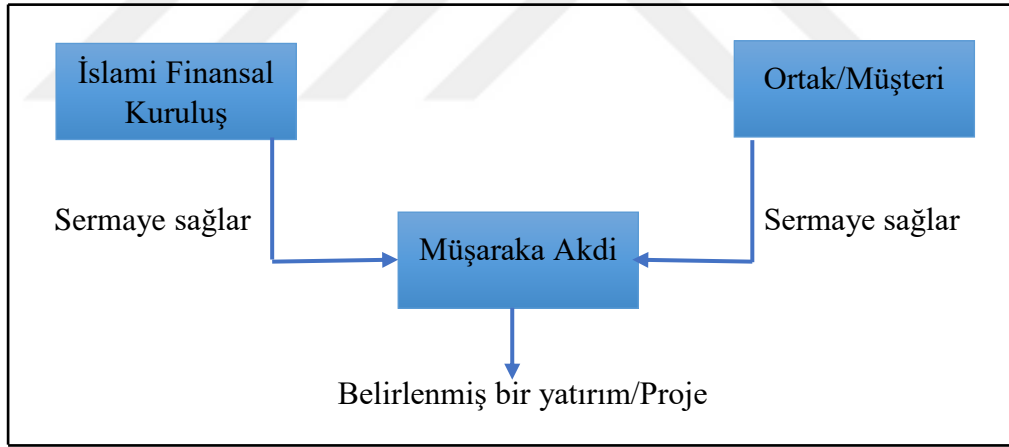 İslami Finansal
Kuruluş
Ortak/Müşteri
Sermaye sağlar
Sermaye sağlar
Müşaraka Akdi
Belirlenmiş bir yatırım/Proje